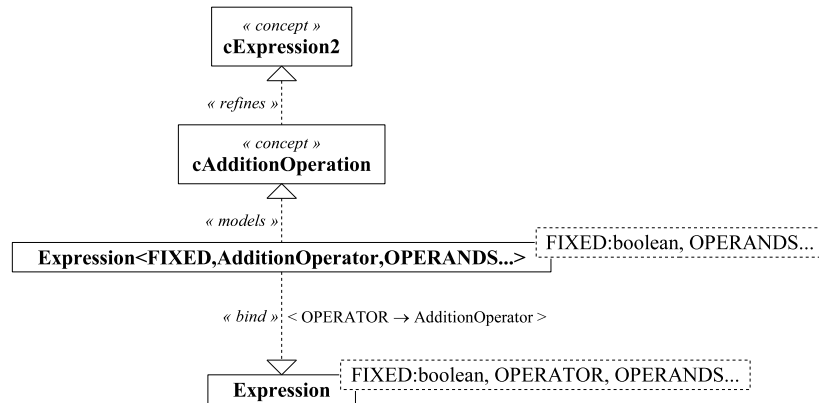 « concept »
cExpression2
« refines »
« concept »
cAdditionOperation
« models »
FIXED:boolean, OPERANDS...
Expression<FIXED,AdditionOperator,OPERANDS...>
« bind » < OPERATOR → AdditionOperator >
FIXED:boolean, OPERATOR, OPERANDS...
Expression